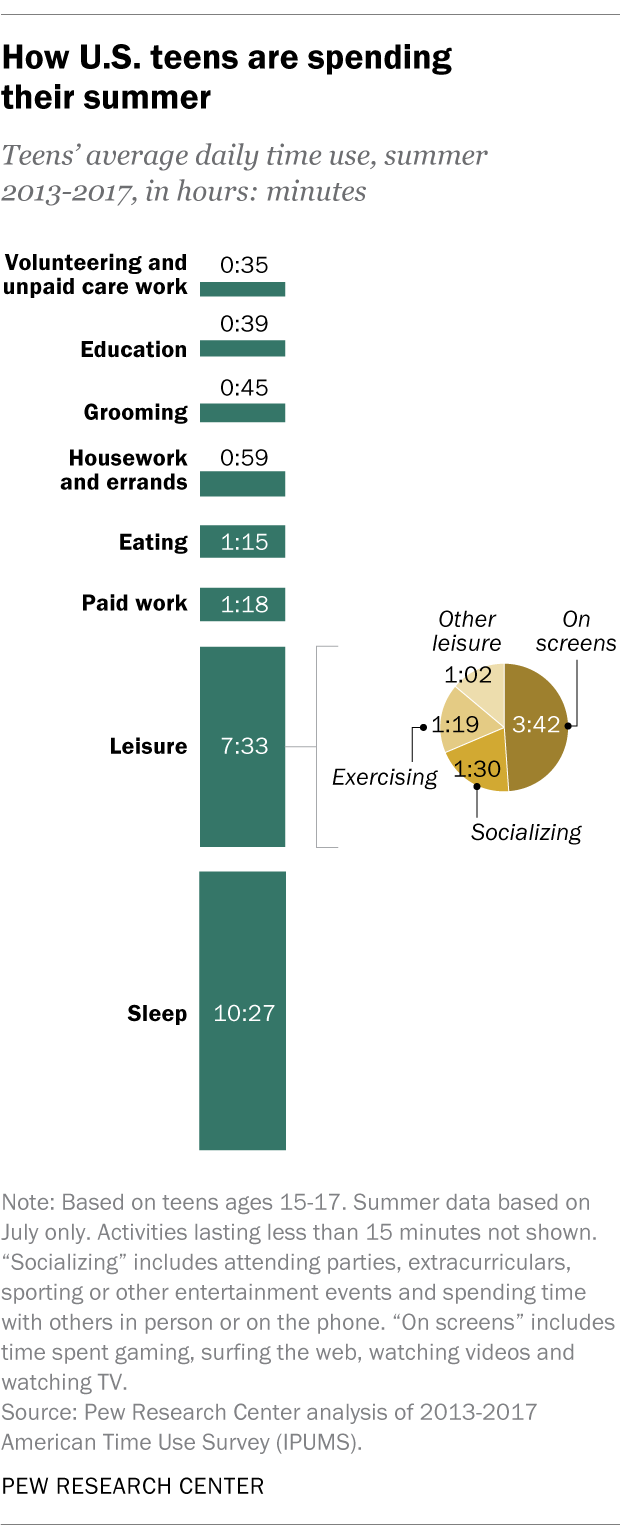 How U.S. teens are spending
their summer
Teens’ average daily time use, summer
2013-2017, in hours: minutes
Volunteering and
unpaid care work
0:35
Education
0:39
Grooming
0:45
Housework
and errands
0:59
Eating
1:15
Paid work
1:18
Leisure
7:33
Other
leisure
1:02
On
screens
3:42
Exercising
1:19
Socializing
1:30
Sleep
10:27
Note: Based on teens ages 15-17. Summer data based on
July only. Activities lasting less than 15 minutes not shown.
“Socializing” includes attending parties, extracurriculars,
sporting or other entertainment events and spending time
with others in person or on the phone. “On screens” includes
time spent gaming, surfing the web, watching videos and
watching TV.
Source: Pew Research Center analysis of 2013-2017
American Time Use Survey (IPUMS).
PEW RESEARCH CENTER